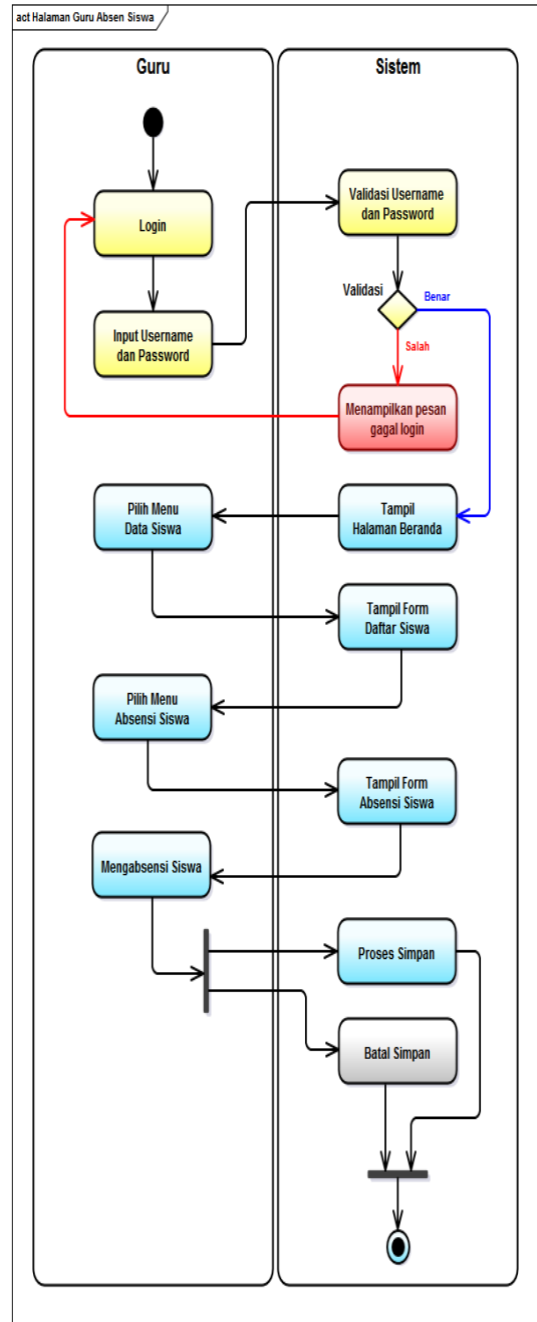 act Halaman Guru Absen Siswa
Guru
Sistem
Login
Validasi Username
dan Password
Input Username
dan Password
Validasi
Benar
Salah
Menampilkan pesan
gagal login
Pilih Menu
Data Siswa
Tampil
Halaman Beranda
Tampil Form
Daftar Siswa
Pilih Menu
Absensi Siswa
Tampil Form
Absensi Siswa
Mengabsensi Siswa
Proses Simpan
Batal Simpan